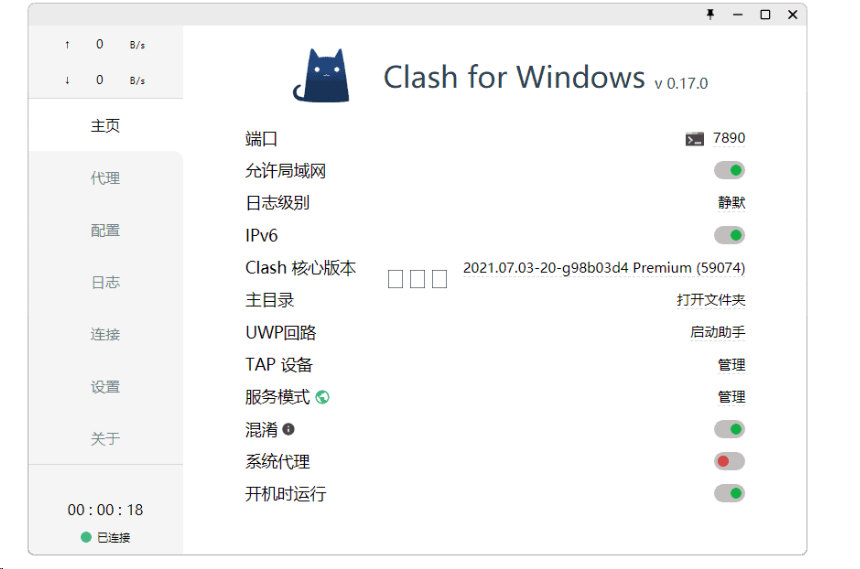 ↑ 0 B/s
↓ 0 B/s
主页
代理
配置
日志
连接
设置
关于
00 : 00 : 18
已连接
Clash for Windows v 0.17.0
端口 7890
允许局域网
日志级别 静默
IPv6
Clash 核心版本 □□□ 2021.07.03-20-g98b03d4 Premium (59074)
主目录 打开文件夹
UWP回路 启动助手
TAP 设备 管理
服务模式 管理
混淆
系统代理
开机时运行